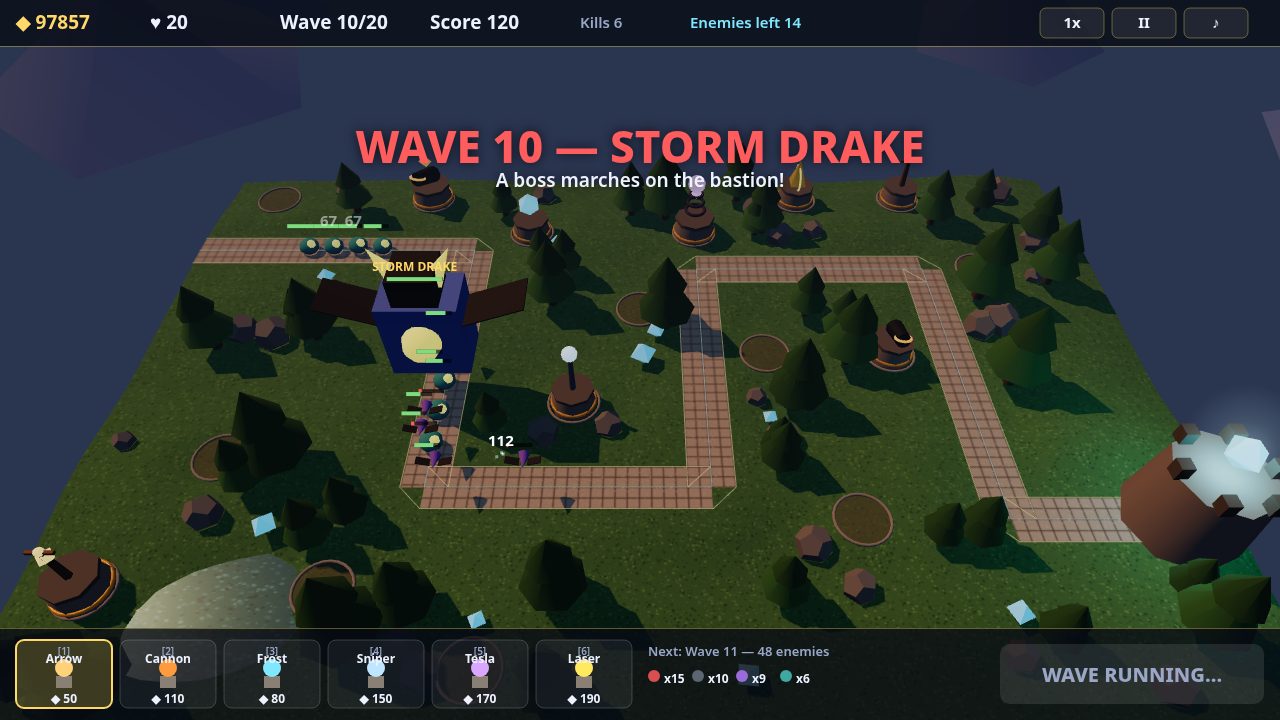 ◆ 97857 ♥ 20 Wave 10/20 Score 120 Kills 6 Enemies left 14 1x II ♪
WAVE 10 — STORM DRAKE
A boss marches on the bastion!
67 67
STORM DRAKE
112
[1] [2] [3] [4] [5] [6]
Arrow Cannon Frost Sniper Tesla Laser
◆ 50 ◆ 110 ◆ 80 ◆ 150 ◆ 170 ◆ 190
Next: Wave 11 — 48 enemies
x15 x10 x9 x6
WAVE RUNNING...